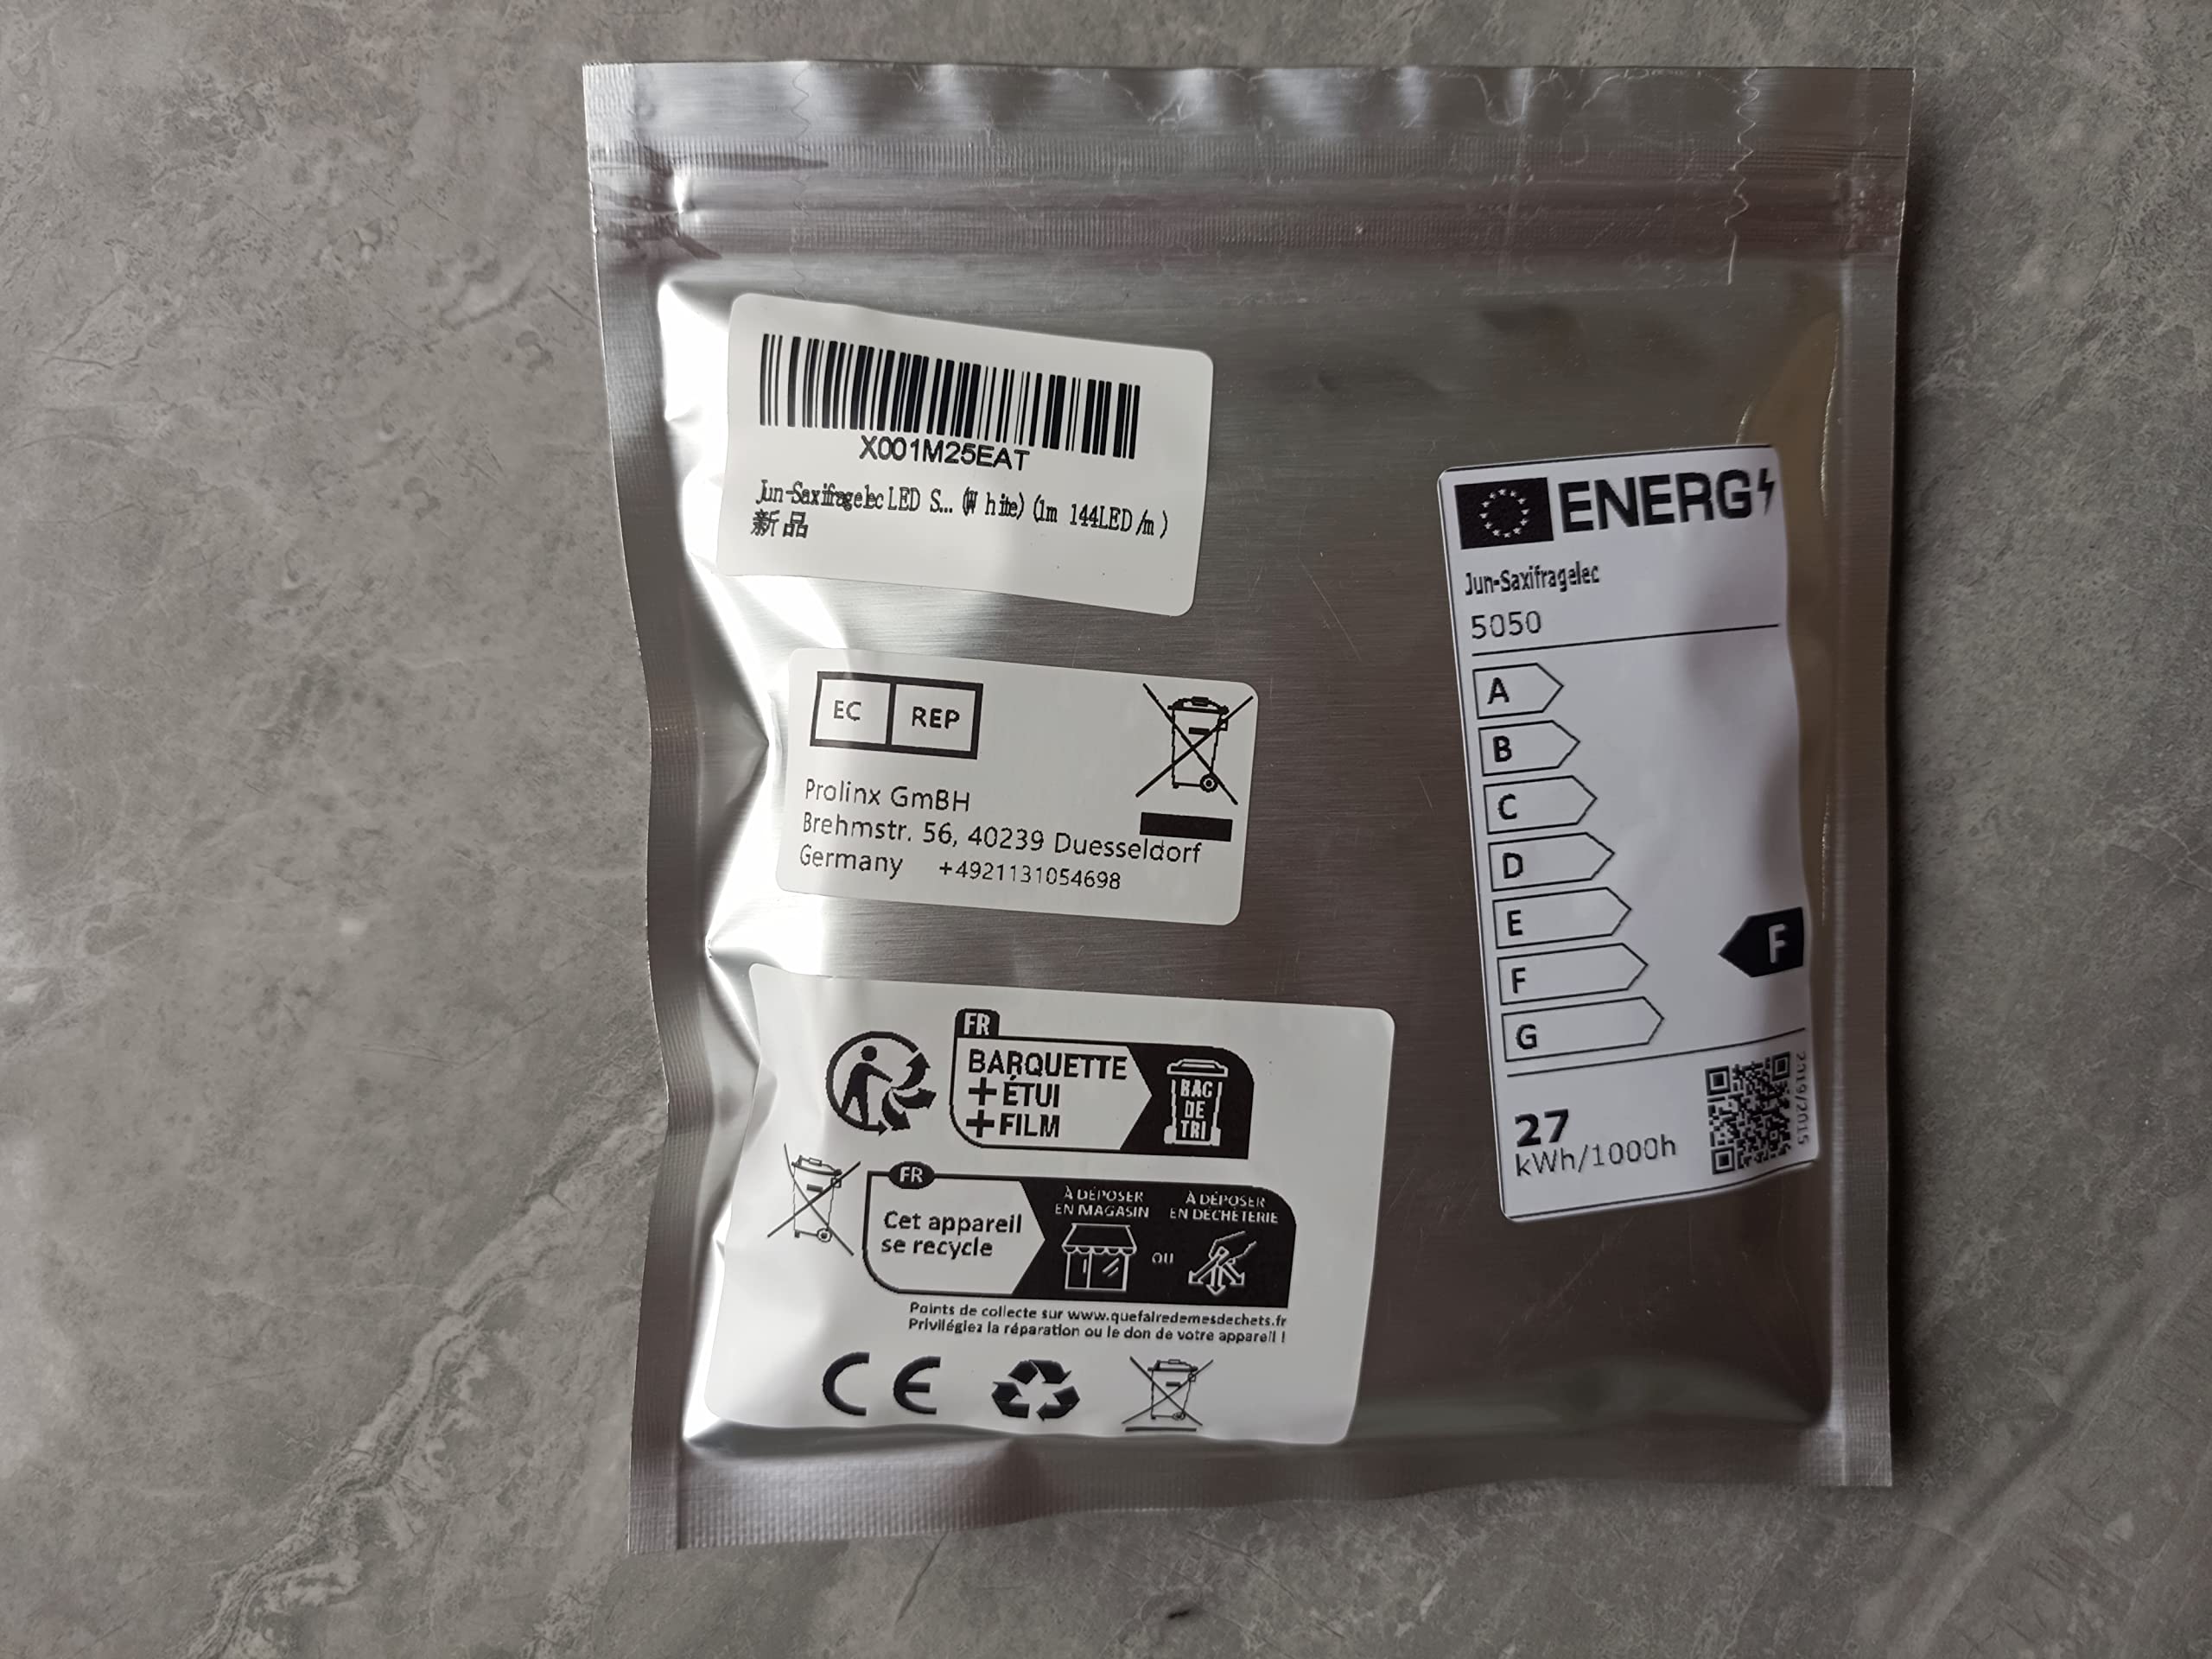 X001M25EAT
Jun-Saxifragelec LED S... (White) (1m 144LED/m)
新品
EC REP
Prolinx GmBH
Brehmstr. 56, 40239 Duesseldorf
Germany +4921131054698
FR
BARQUETTE
+ÉTUI
+FILM
BAC
DE
TRI
FR
Cet appareil
se recycle
À DÉPOSER
EN MAGASIN
OU
À DÉPOSER
EN DÉCHÈTERIE
Points de collecte sur www.quefairedemesdechets.fr
Privilégiez la réparation ou le don de votre appareil !
CE
ENERG
Jun-Saxifragelec
5050
A
B
C
D
E
F
G
F
27
kWh/1000h
2019/2015